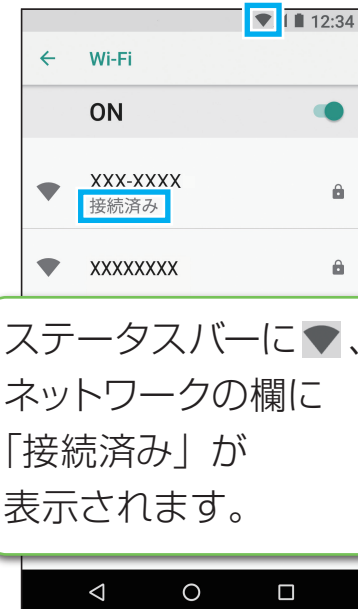 12:34
Wi-Fi
ON
XXX-XXXX
接続済み
XXXXXXXX
ステータスバーに、
ネットワークの欄に
「接続済み」が
表示されます。